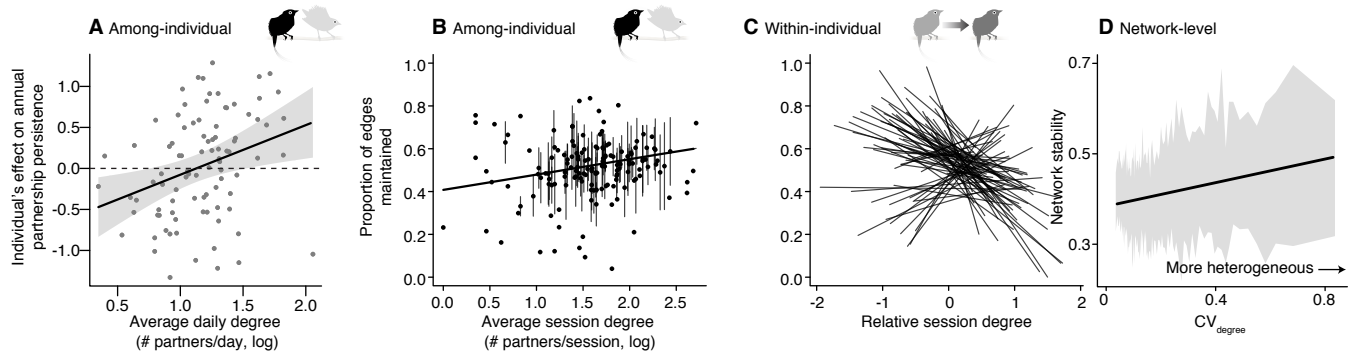 A Among-individual
Individual's effect on annual
partnership persistence
1.0
0.5
0.0
-0.5
-1.0
0.5
1.0
1.5
2.0
Average daily degree
(# partners/day, log)
B Among-individual
Proportion of edges
maintained
1.0
0.8
0.6
0.4
0.2
0.0
0.0
0.5
1.0
1.5
2.0
2.5
Average session degree
(# partners/session, log)
C Within-individual
1.0
0.8
0.6
0.4
0.2
0.0
-2
-1
0
1
2
Relative session degree
D Network-level
Network stability
0.7
0.5
0.3
More heterogeneous
0
0.4
0.8
CVdegree